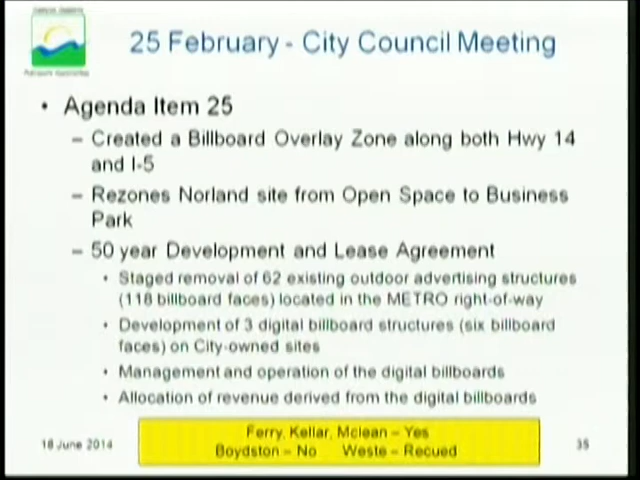 25 February - City Council Meeting
• Agenda Item 25
– Created a Billboard Overlay Zone along both Hwy 14
and I-5
– Rezones Norland site from Open Space to Business
Park
– 50 year Development and Lease Agreement
• Staged removal of 62 existing outdoor advertising structures
(118 billboard faces) located in the METRO right-of-way
• Development of 3 digital billboard structures (six billboard
faces) on City-owned sites
• Management and operation of the digital billboards
• Allocation of revenue derived from the digital billboards
Ferry, Kellar, Mclean – Yes
Boydston – No Weste – Recued
18 June 2014
35